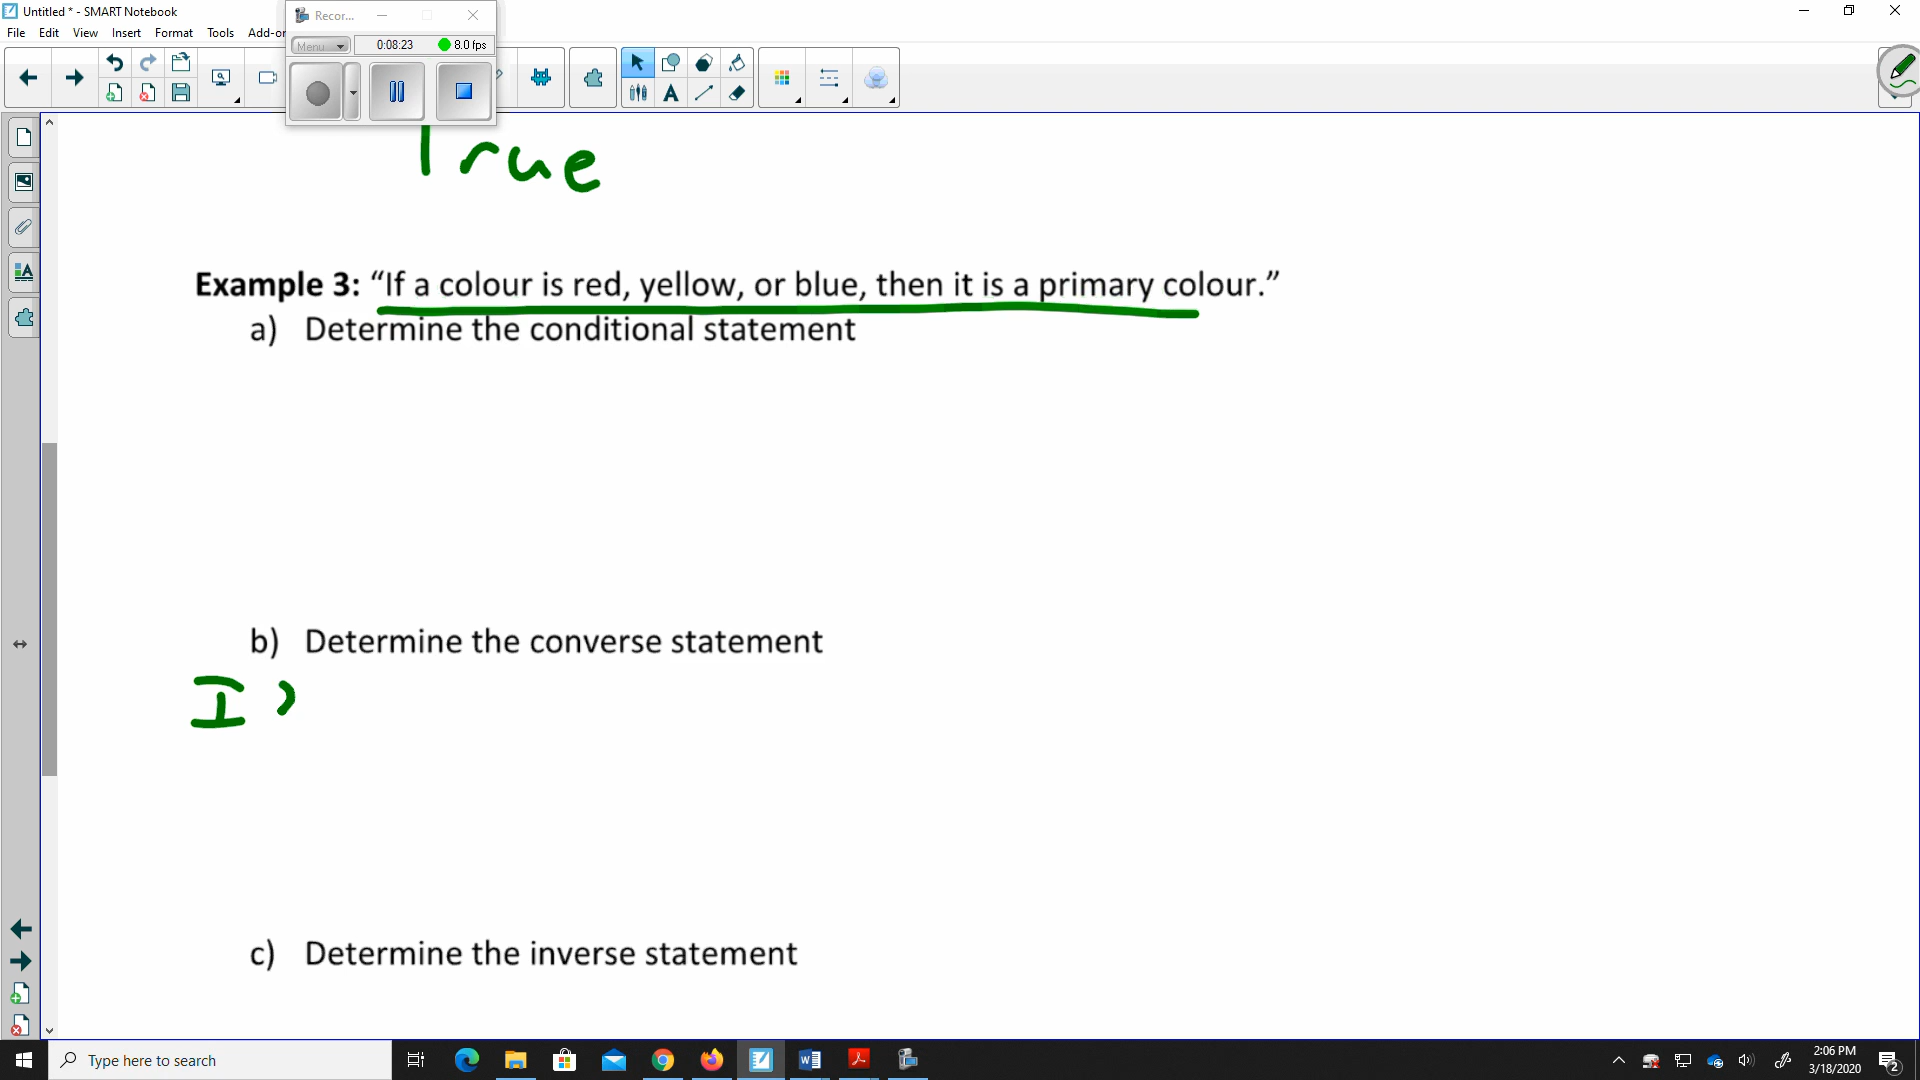 Untitled * - SMART Notebook
Recor...
File Edit View Insert Format Tools Add-o
Menu 0:08:23 8.0 fps
True
Example 3: “If a colour is red, yellow, or blue, then it is a primary colour.”
a) Determine the conditional statement
b) Determine the converse statement
I
c) Determine the inverse statement
Type here to search
2:06 PM
3/18/2020
2